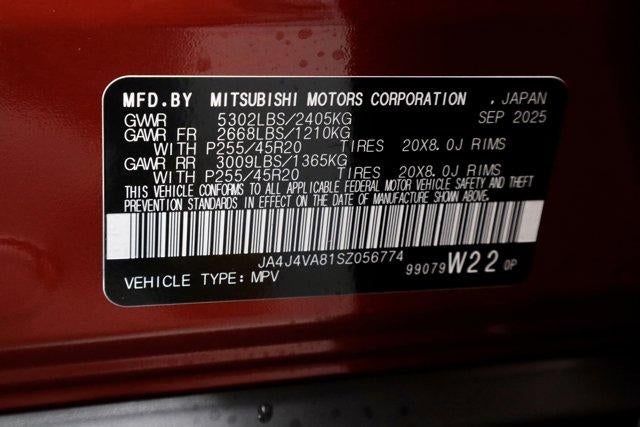 MFD.BY MITSUBISHI MOTORS CORPORATION , JAPAN
GVWR 5302LBS/2405KG SEP 2025
GAWR FR 2668LBS/1210KG
WITH P255/45R20 TIRES 20X8.0J RIMS
GAWR RR 3009LBS/1365KG
WITH P255/45R20 TIRES 20X8.0J RIMS
THIS VEHICLE CONFORMS TO ALL APPLICABLE FEDERAL MOTOR VEHICLE SAFETY AND THEFT
PREVENTION STANDARDS IN EFFECT ON THE DATE OF MANUFACTURE SHOWN ABOVE.
JA4J4VA81SZ056774
99079 W22 0P
VEHICLE TYPE: MPV